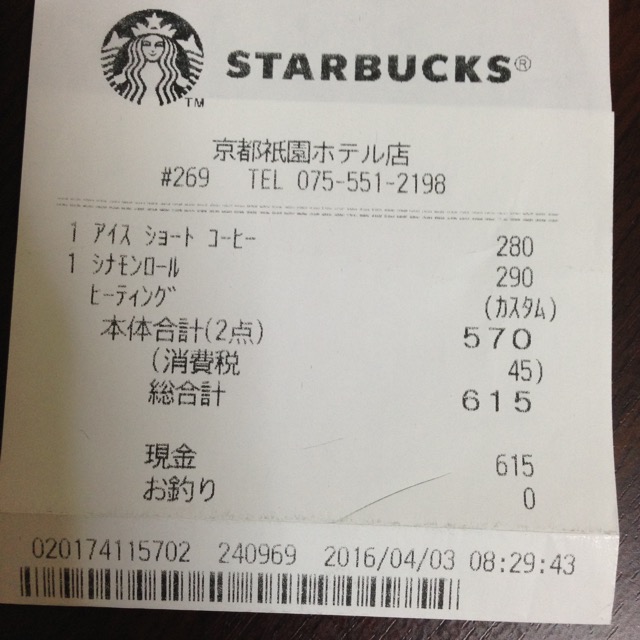 STARBUCKS®
TM
京都祇園ホテル店
#269 TEL 075-551-2198
1 ｱｲｽ ｼｮｰﾄ ｺｰﾋｰ 280
1 ｼﾅﾓﾝﾛｰﾙ 290
ﾋｰﾃｨﾝｸﾞ (ｶｽﾀﾑ)
本体合計(2点) 570
(消費税 45)
総合計 615
現金 615
お釣り 0
020174115702 240969 2016/04/03 08:29:43